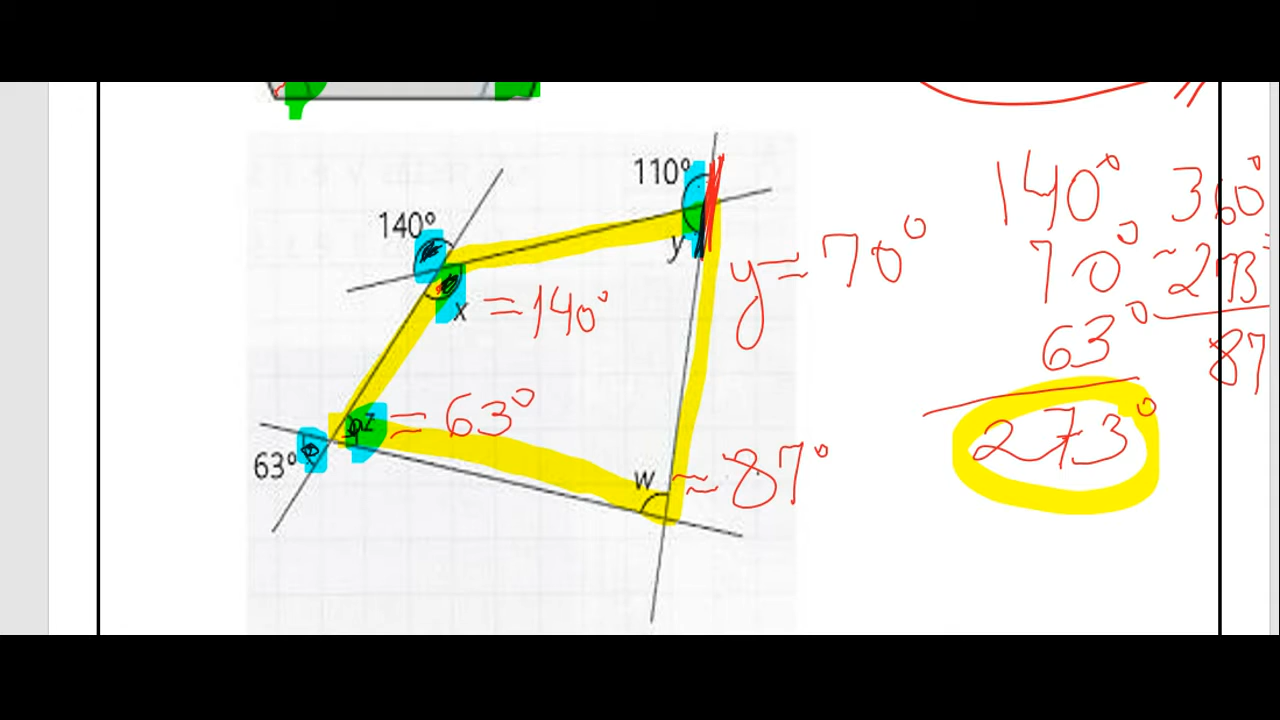 110°
140°
y
y = 70°
x = 140°
z = 63°
63°
w = 87°
140°
70°
63°
273°
360°
- 273
87